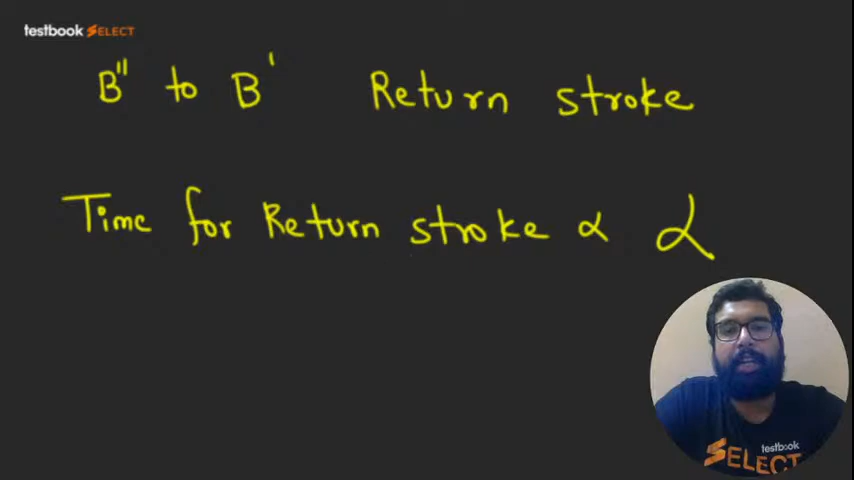 testbook SELECT
B" to B' Return stroke
Time for Return stroke ∝ α
testbook
SELECT